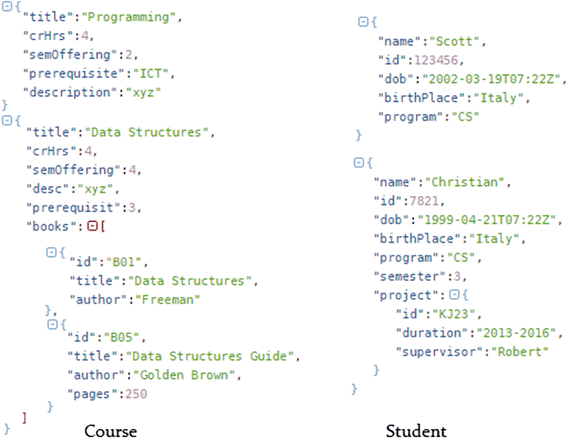 {
"title":"Programming",
"crHrs":4,
"semOffering":2,
"prerequisite":"ICT",
"description":"xyz"
}
{
"title":"Data Structures",
"crHrs":4,
"semOffering":4,
"desc":"xyz",
"prerequisit":3,
"books":[
{
"id":"B01",
"title":"Data Structures",
"author":"Freeman"
},
{
"id":"B05",
"title":"Data Structures Guide",
"author":"Golden Brown",
"pages":250
}
]
}
Course
{
"name":"Scott",
"id":123456,
"dob":"2002-03-19T07:22Z",
"birthPlace":"Italy",
"program":"CS"
}
{
"name":"Christian",
"id":7821,
"dob":"1999-04-21T07:22Z",
"birthPlace":"Italy",
"program":"CS",
"semester":3,
"project":{
"id":"KJ23",
"duration":"2013-2016",
"supervisor":"Robert"
}
}
Student